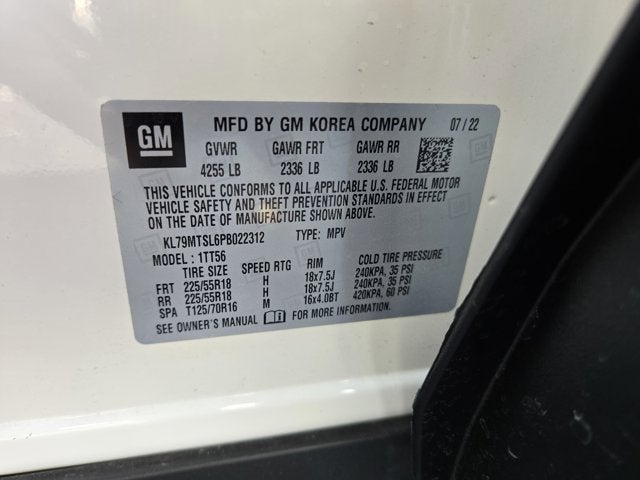 GM
MFD BY GM KOREA COMPANY 07/22
GVWR GAWR FRT GAWR RR
4255 LB 2336 LB 2336 LB
THIS VEHICLE CONFORMS TO ALL APPLICABLE U.S. FEDERAL MOTOR
VEHICLE SAFETY AND THEFT PREVENTION STANDARDS IN EFFECT
ON THE DATE OF MANUFACTURE SHOWN ABOVE.
KL79MTSL6PB022312 TYPE: MPV
MODEL: 1TT56
TIRE SIZE SPEED RTG RIM COLD TIRE PRESSURE
FRT 225/55R18 H 18x7.5J 240KPA, 35 PSI
RR 225/55R18 H 18x7.5J 240KPA, 35 PSI
SPA T125/70R16 M 16x4.0BT 420KPA, 60 PSI
SEE OWNER'S MANUAL FOR MORE INFORMATION.